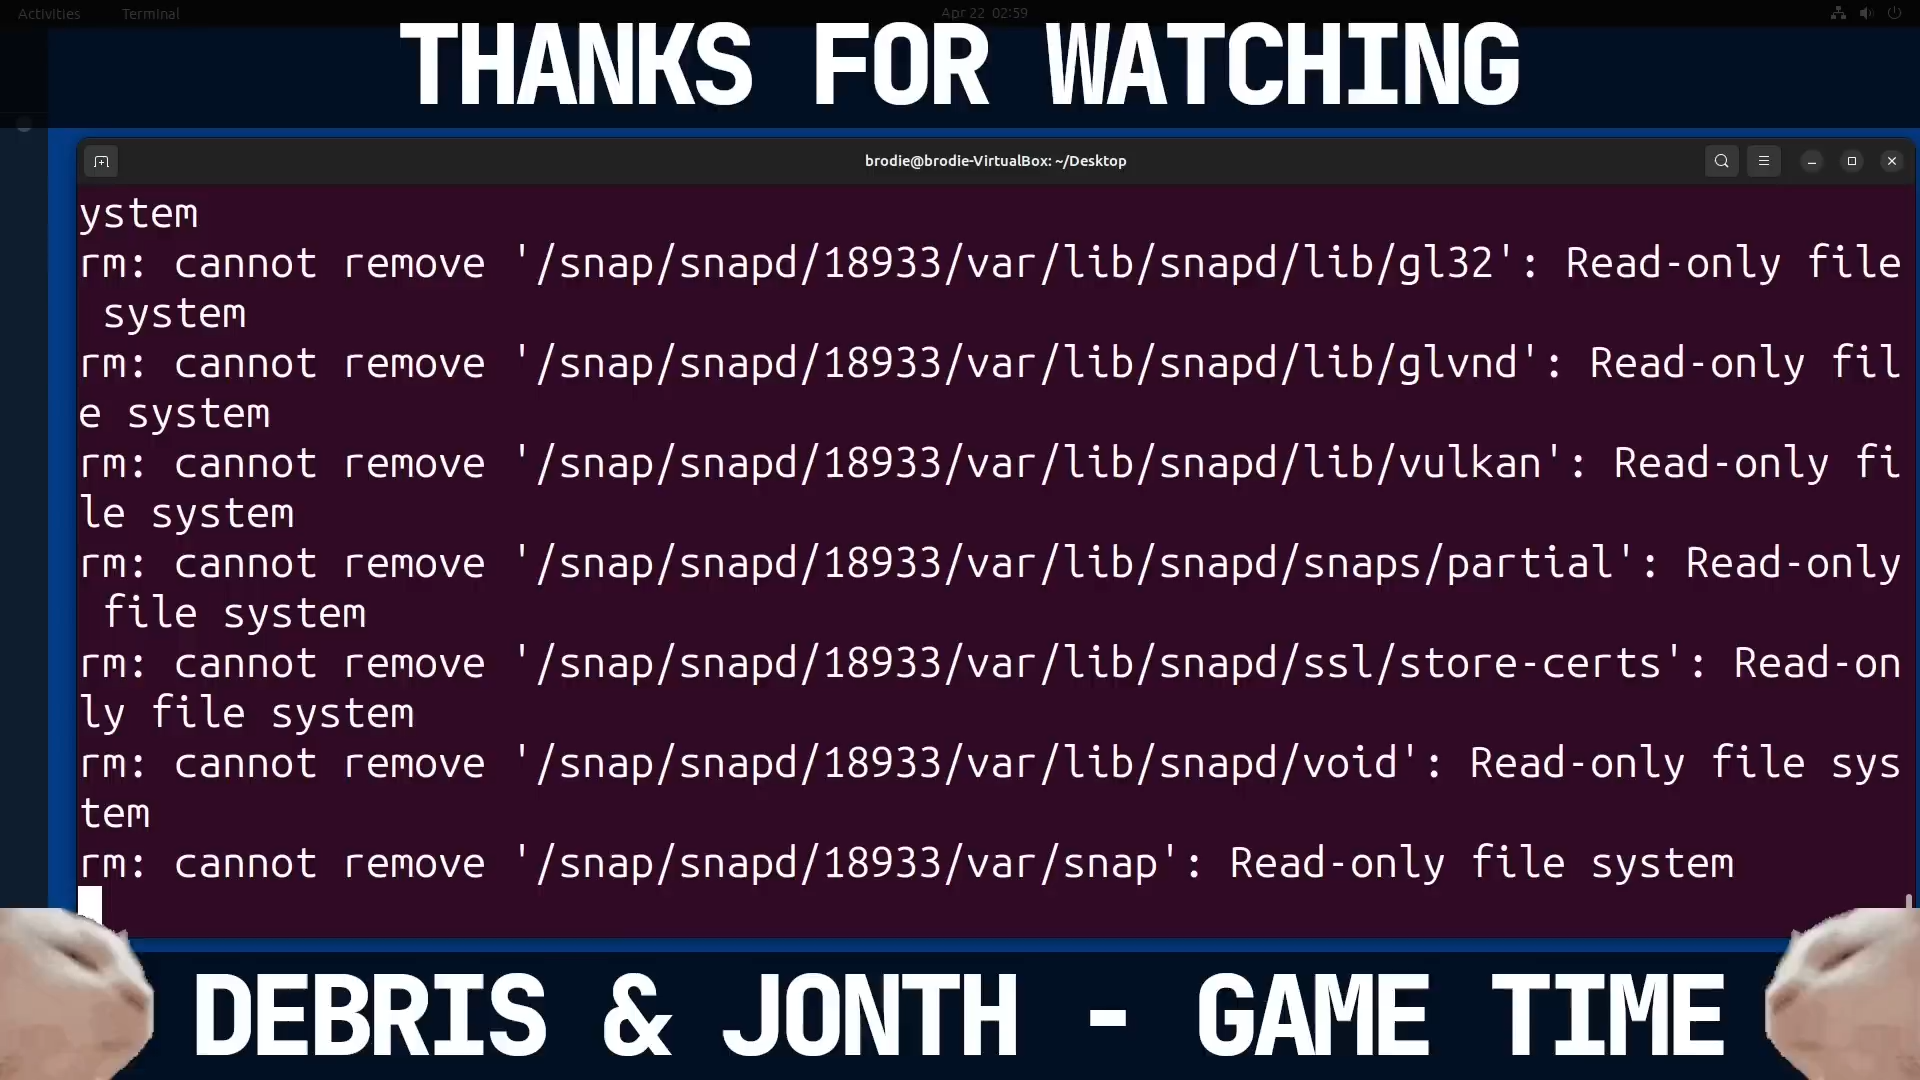 Activities Terminal Apr 22 02:59
THANKS FOR WATCHING
brodie@brodie-VirtualBox: ~/Desktop
ystem
rm: cannot remove '/snap/snapd/18933/var/lib/snapd/lib/gl32': Read-only file
 system
rm: cannot remove '/snap/snapd/18933/var/lib/snapd/lib/glvnd': Read-only fil
e system
rm: cannot remove '/snap/snapd/18933/var/lib/snapd/lib/vulkan': Read-only fi
le system
rm: cannot remove '/snap/snapd/18933/var/lib/snapd/snaps/partial': Read-only
 file system
rm: cannot remove '/snap/snapd/18933/var/lib/snapd/ssl/store-certs': Read-on
ly file system
rm: cannot remove '/snap/snapd/18933/var/lib/snapd/void': Read-only file sys
tem
rm: cannot remove '/snap/snapd/18933/var/snap': Read-only file system
DEBRIS & JONTH - GAME TIME